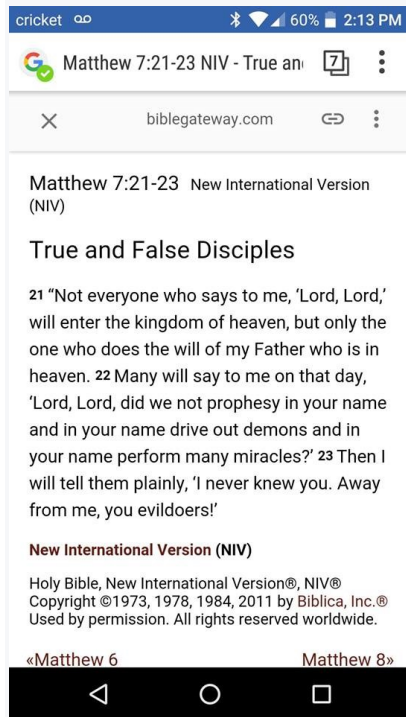 cricket 60% 2:13 PM
Matthew 7:21-23 NIV - True an 7
biblegateway.com
Matthew 7:21-23 New International Version
(NIV)
True and False Disciples
21 “Not everyone who says to me, ‘Lord, Lord,’
will enter the kingdom of heaven, but only the
one who does the will of my Father who is in
heaven. 22 Many will say to me on that day,
‘Lord, Lord, did we not prophesy in your name
and in your name drive out demons and in
your name perform many miracles?’ 23 Then I
will tell them plainly, ‘I never knew you. Away
from me, you evildoers!’
New International Version (NIV)
Holy Bible, New International Version®, NIV®
Copyright ©1973, 1978, 1984, 2011 by Biblica, Inc.®
Used by permission. All rights reserved worldwide.
«Matthew 6 Matthew 8»